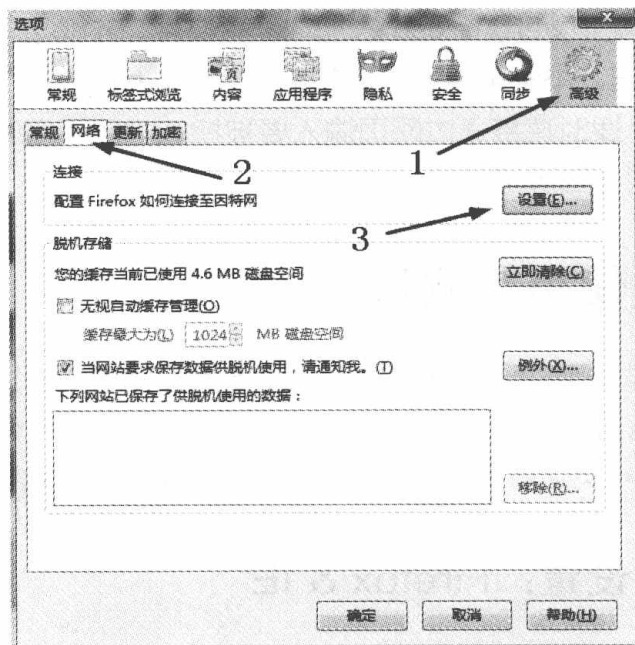 选项
常规 标签式浏览 内容 应用程序 隐私 安全 同步 高级
常规 网络 更新 加密
1
2
连接
配置 Firefox 如何连接至因特网
设置(E)...
3
脱机存储
您的缓存当前已使用 4.6 MB 磁盘空间
立即清除(C)
无视自动缓存管理(O)
缓存最大为(L) 1024 MB 磁盘空间
当网站要求保存数据供脱机使用，请通知我。(T)
例外(X)...
下列网站已保存了供脱机使用的数据：
移除(R)...
确定 取消 帮助(H)